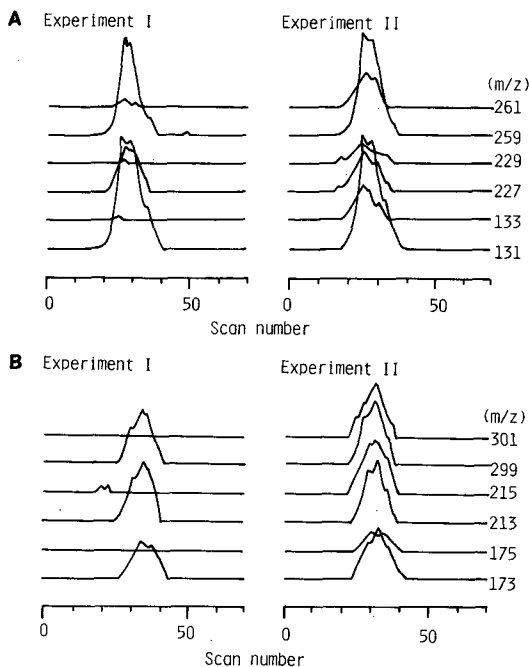 A Experiment I Experiment II
(m/z)
261
259
229
227
133
131
0 50 0 50
Scan number
B Experiment I Experiment II
(m/z)
301
299
215
213
175
173
0 50 0 50
Scan number